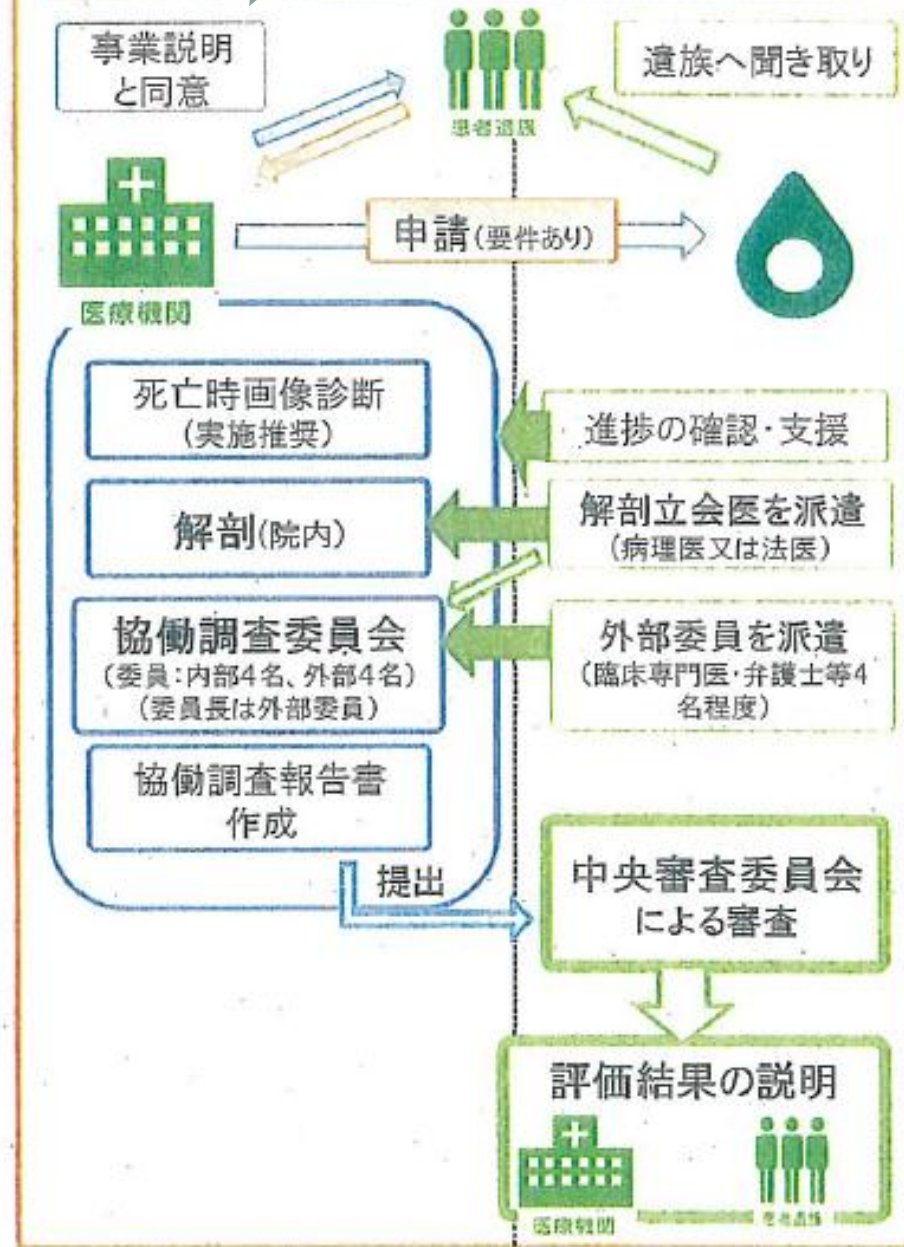 事業説明
と同意
患者遺族
遺族へ聞き取り
申請(要件あり)
医療機関
死亡時画像診断
(実施推奨)
進捗の確認・支援
解剖(院内)
解剖立会医を派遣
(病理医又は法医)
協働調査委員会
(委員:内部4名、外部4名)
(委員長は外部委員)
外部委員を派遣
(臨床専門医・弁護士等4
名程度)
協働調査報告書
作成
提出
中央審査委員会
による審査
評価結果の説明
医療機関
患者遺族